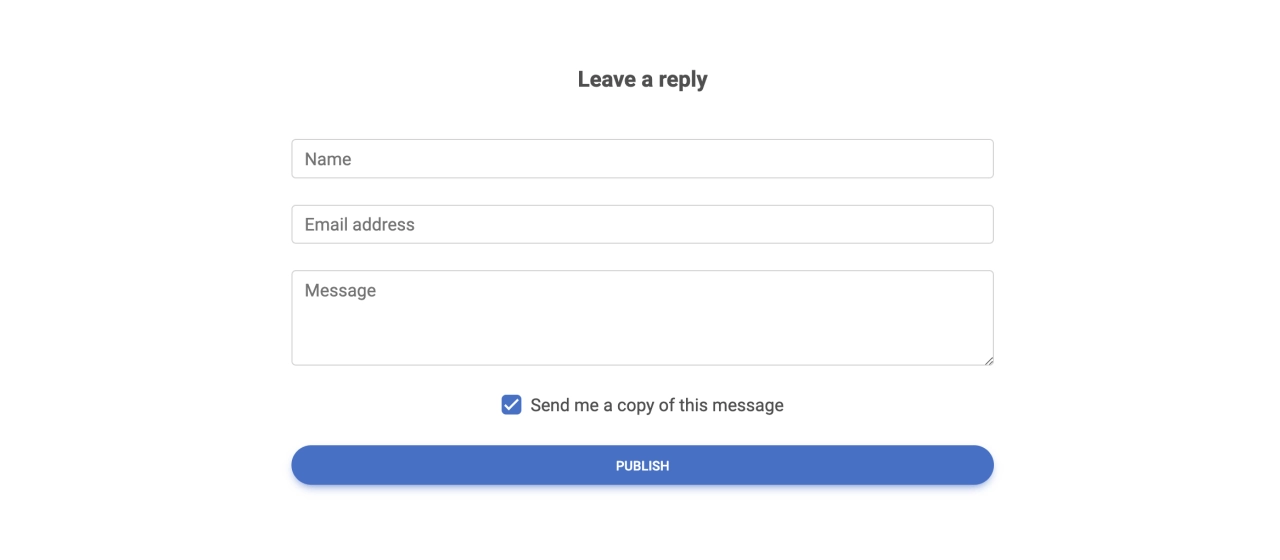 Leave a reply
Name
Email address
Message
Send me a copy of this message
PUBLISH